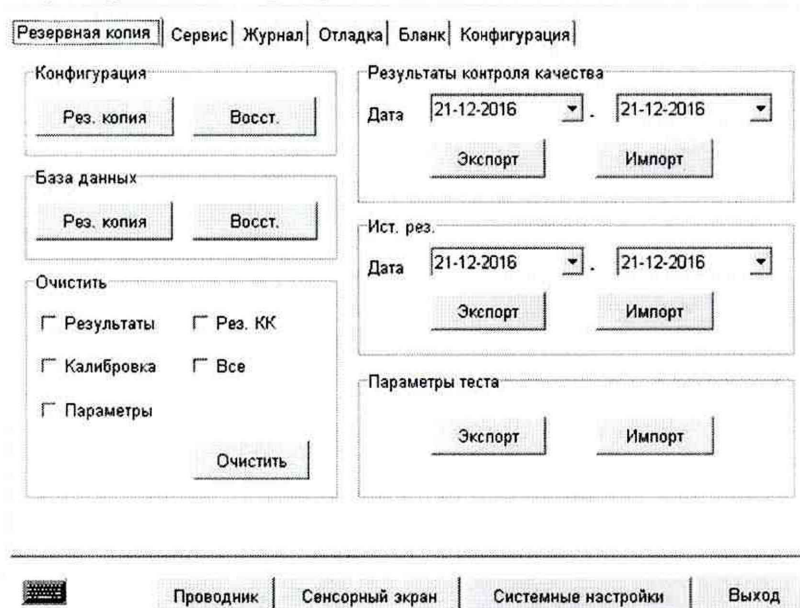 Резервная копия Сервис Журнал Отладка Бланк Конфигурация
Конфигурация
Рез. копия Восст.
База данных
Рез. копия Восст.
Очистить
Результаты Рез. КК
Калибровка Все
Параметры
Очистить
Результаты контроля качества
Дата 21-12-2016 - 21-12-2016
Экспорт Импорт
Ист. рез.
Дата 21-12-2016 - 21-12-2016
Экспорт Импорт
Параметры теста
Экспорт Импорт
Проводник Сенсорный экран Системные настройки Выход